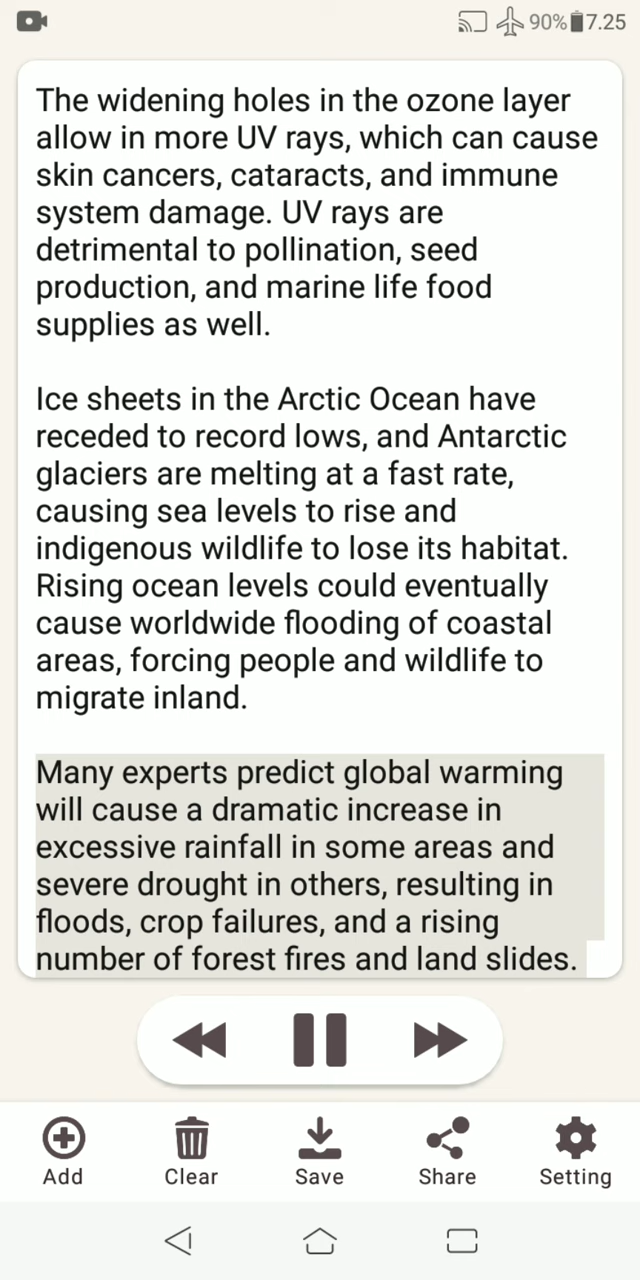 90% 7.25
The widening holes in the ozone layer
allow in more UV rays, which can cause
skin cancers, cataracts, and immune
system damage. UV rays are
detrimental to pollination, seed
production, and marine life food
supplies as well.
Ice sheets in the Arctic Ocean have
receded to record lows, and Antarctic
glaciers are melting at a fast rate,
causing sea levels to rise and
indigenous wildlife to lose its habitat.
Rising ocean levels could eventually
cause worldwide flooding of coastal
areas, forcing people and wildlife to
migrate inland.
Many experts predict global warming
will cause a dramatic increase in
excessive rainfall in some areas and
severe drought in others, resulting in
floods, crop failures, and a rising
number of forest fires and land slides.
Add Clear Save Share Setting